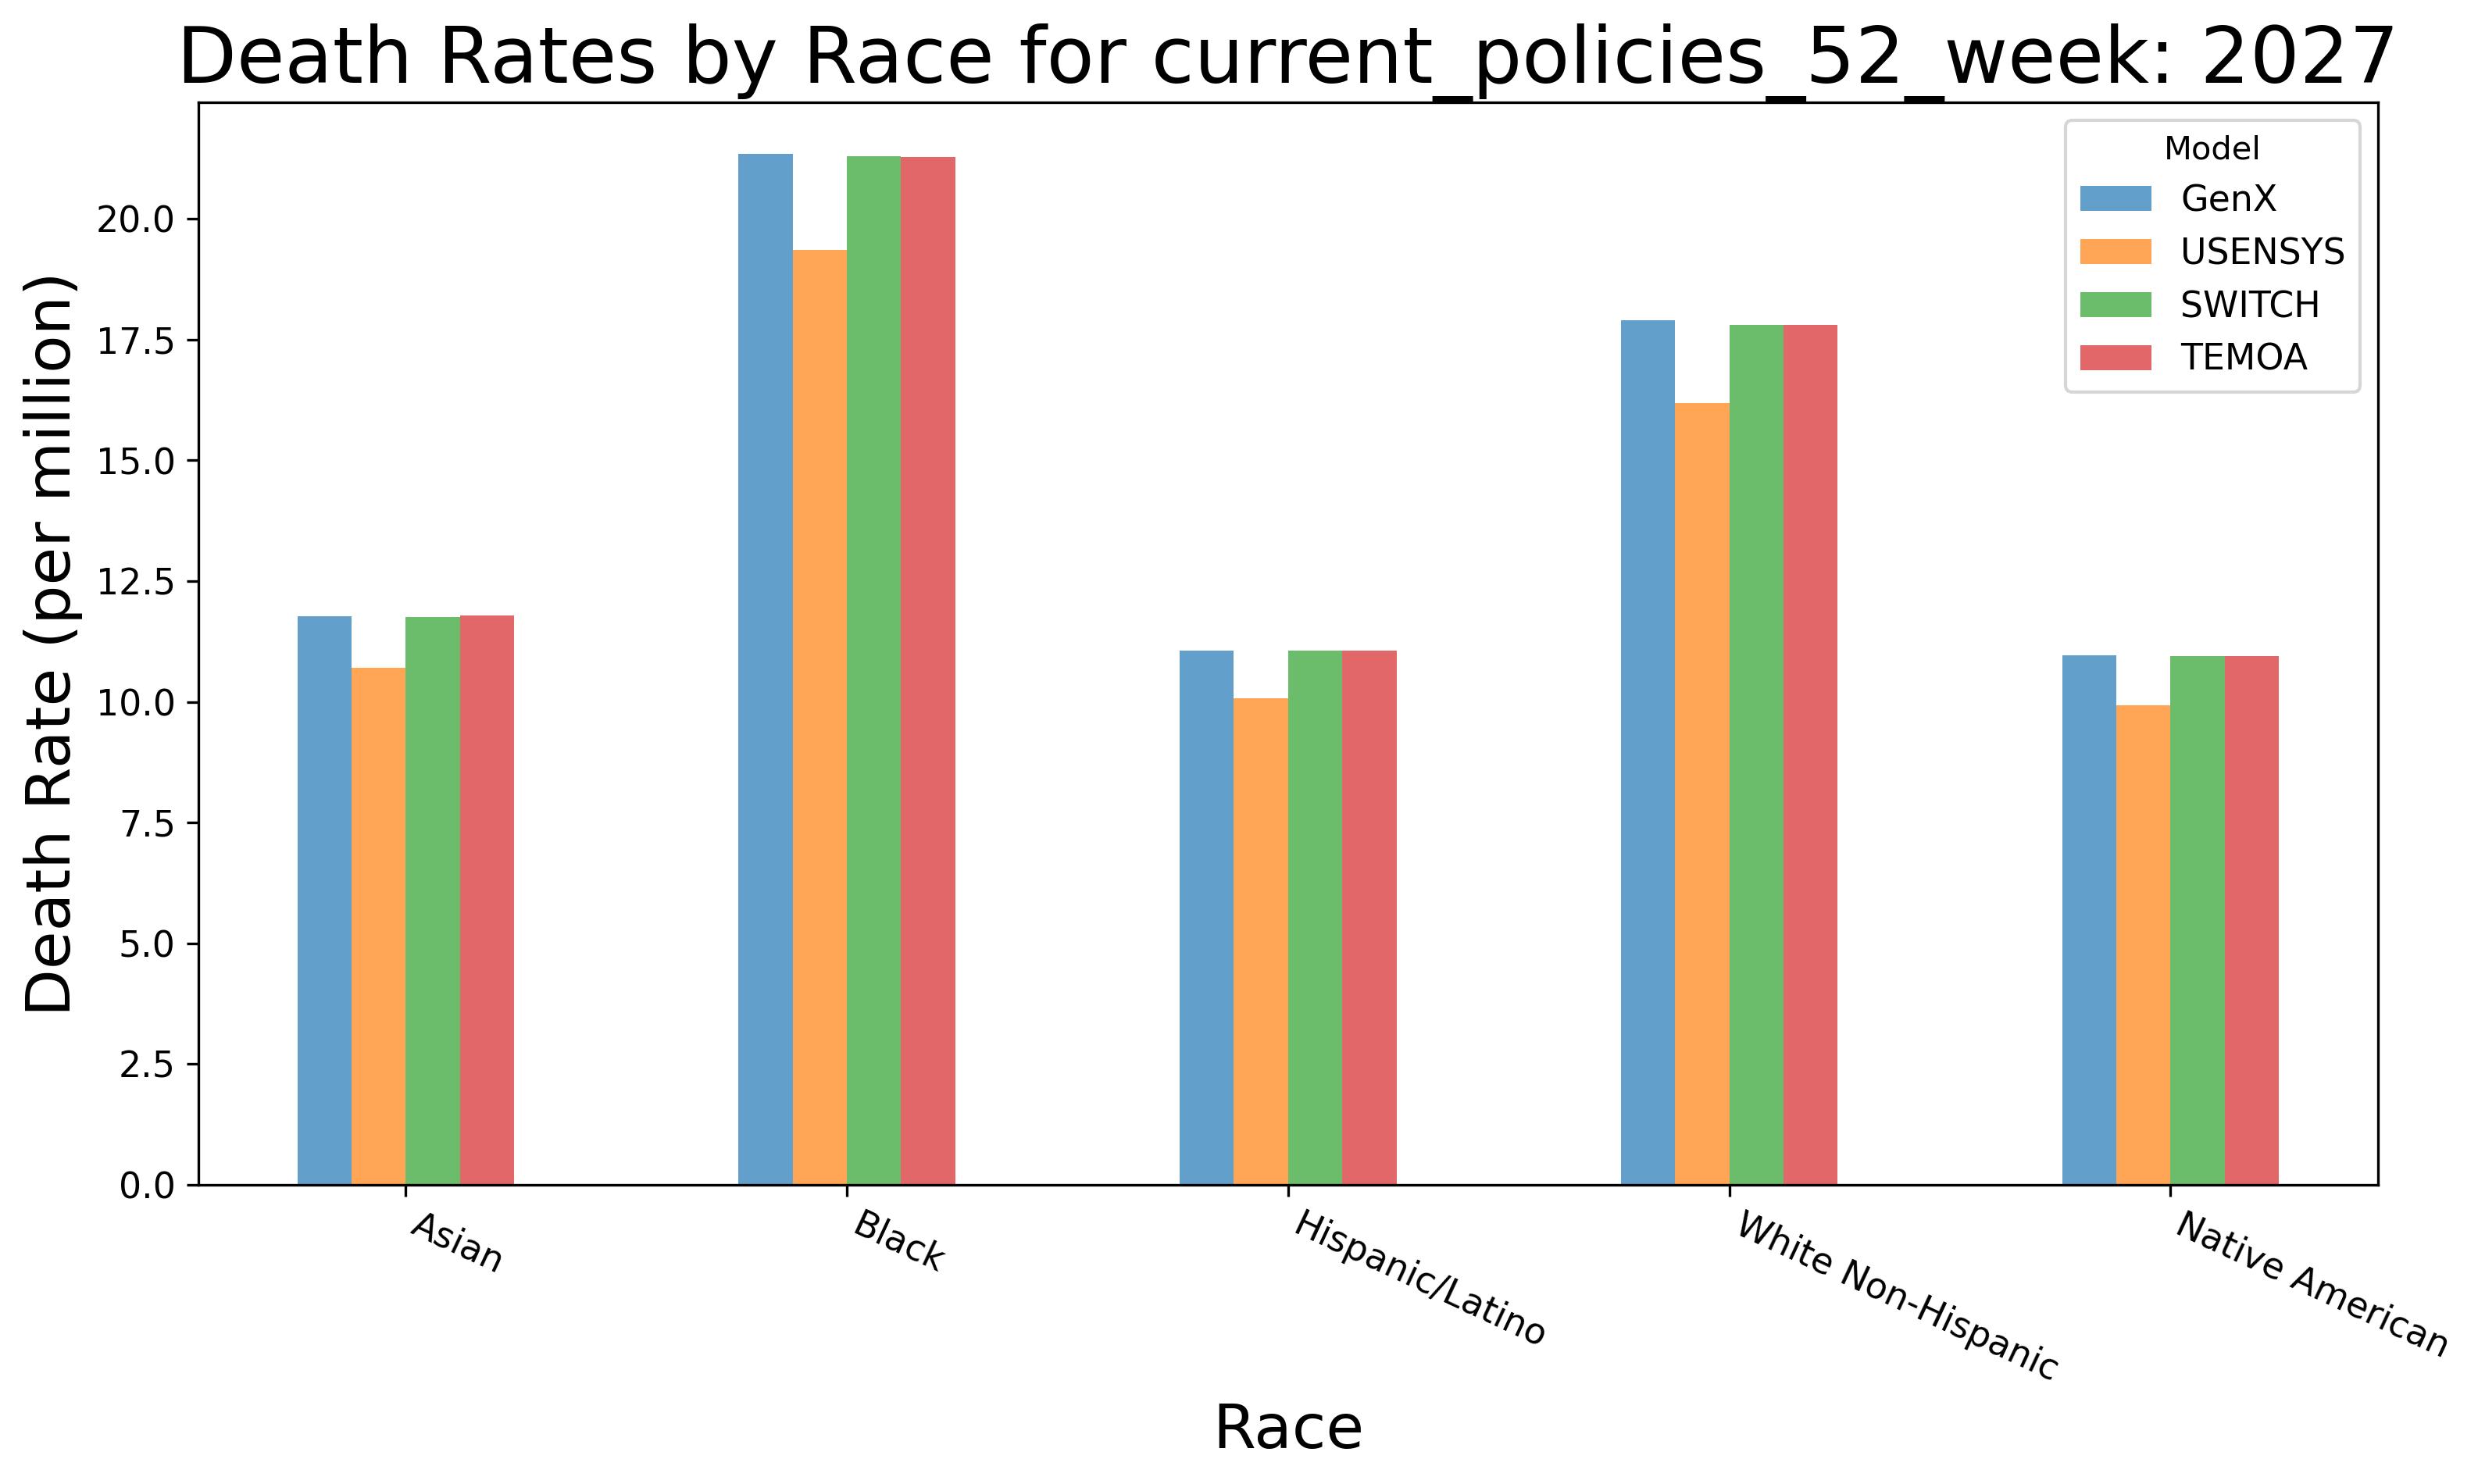 Death Rates by Race for current_policies_52_week: 2027
Death Rate (per million)
20.0
17.5
15.0
12.5
10.0
7.5
5.0
2.5
0.0
Model
GenX
USENSYS
SWITCH
TEMOA
Asian
Black
Hispanic/Latino
White Non-Hispanic
Native American
Race